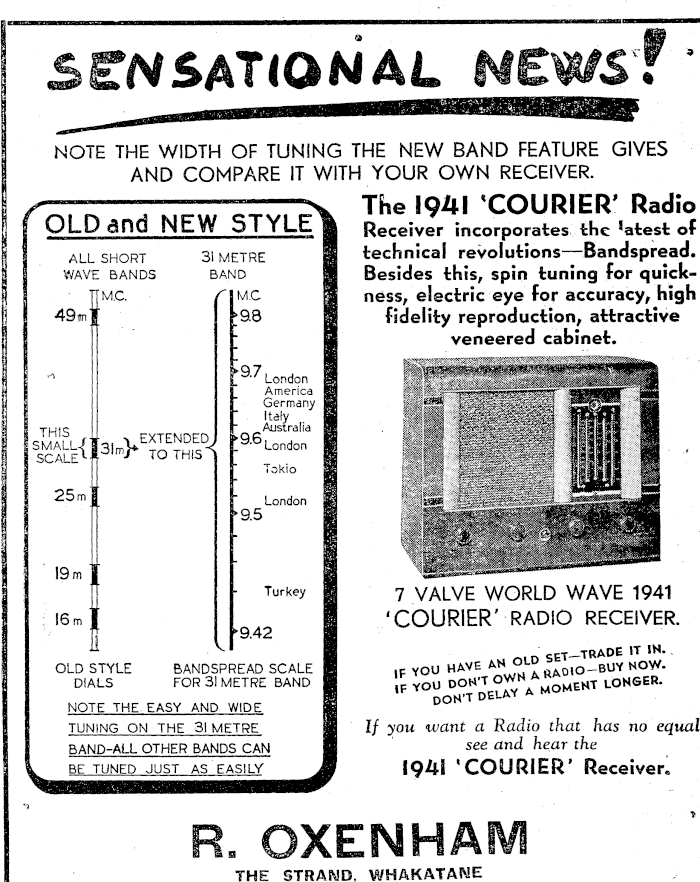 SENSATIONAL NEWS!
NOTE THE WIDTH OF TUNING THE NEW BAND FEATURE GIVES
AND COMPARE IT WITH YOUR OWN RECEIVER.
OLD and NEW STYLE
ALL SHORT
WAVE BANDS
31 METRE
BAND
M.C.
49m
THIS
SMALL
SCALE
31m
EXTENDED
TO THIS
25m
19m
16m
OLD STYLE
DIALS
M.C
9.8
9.7
London
America
Germany
Italy
Australia
9.6
London
Tokio
London
9.5
Turkey
9.42
BANDSPREAD SCALE
FOR 31 METRE BAND
NOTE THE EASY AND WIDE
TUNING ON THE 31 METRE
BAND-ALL OTHER BANDS CAN
BE TUNED JUST AS EASILY
The 1941 'COURIER' Radio
Receiver incorporates the latest of
technical revolutions—Bandspread.
Besides this, spin tuning for quick-
ness, electric eye for accuracy, high
fidelity reproduction, attractive
veneered cabinet.
7 VALVE WORLD WAVE 1941
'COURIER' RADIO RECEIVER.
IF YOU HAVE AN OLD SET—TRADE IT IN.
IF YOU DON'T OWN A RADIO—BUY NOW.
DON'T DELAY A MOMENT LONGER.
If you want a Radio that has no equal
see and hear the
1941 'COURIER' Receiver.
R. OXENHAM
THE STRAND, WHAKATANE